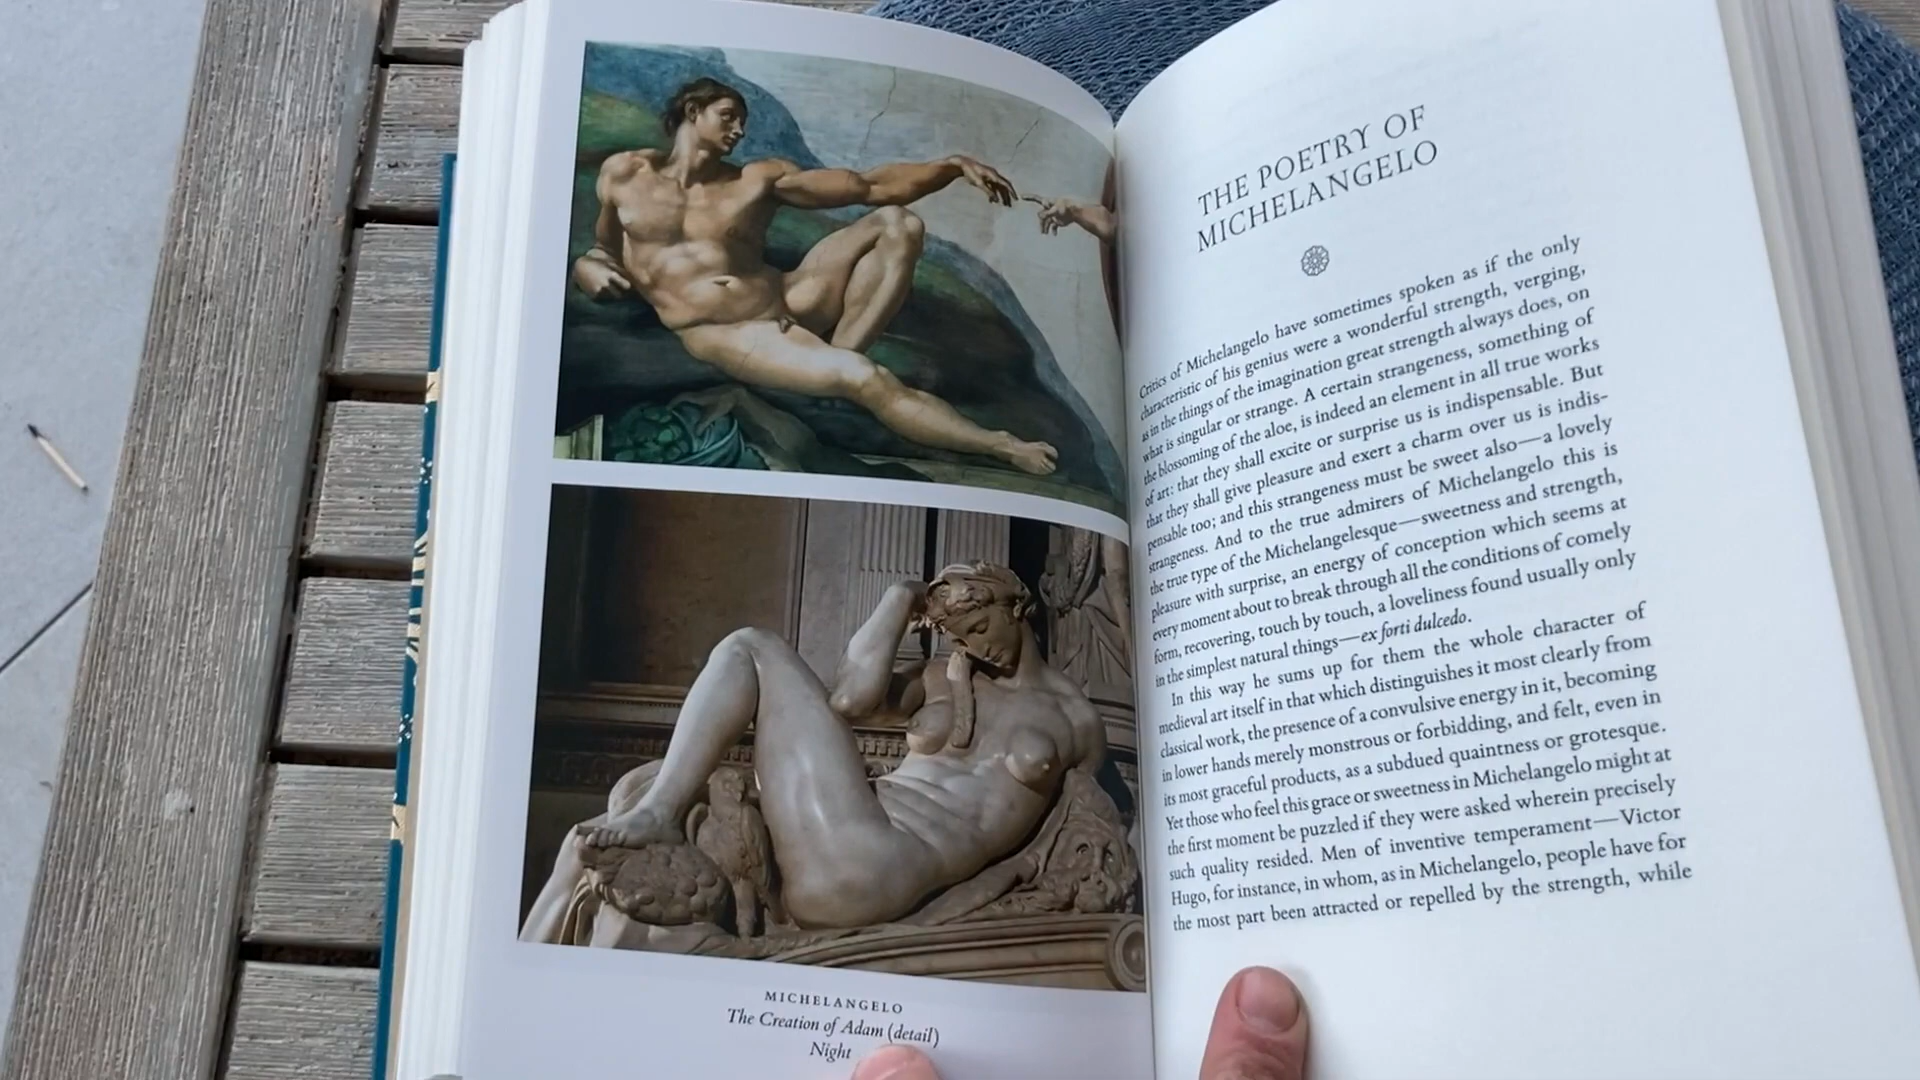 MICHELANGELO
The Creation of Adam (detail)
Night
THE POETRY OF
MICHELANGELO
Critics of Michelangelo have sometimes spoken as if the only
characteristic of his genius were a wonderful strength, verging,
as in the things of the imagination great strength always does, on
what is singular or strange. A certain strangeness, something of
the blossoming of the aloe, is indeed an element in all true works
of art: that they shall excite or surprise us is indispensable. But
that they shall give pleasure and exert a charm over us is indis-
pensable too; and this strangeness must be sweet also—a lovely
strangeness. And to the true admirers of Michelangelo this is
the true type of the Michelangelesque—sweetness and strength,
pleasure with surprise, an energy of conception which seems at
every moment about to break through all the conditions of comely
form, recovering, touch by touch, a loveliness found usually only
in the simplest natural things—ex forti dulcedo.
In this way he sums up for them the whole character of
medieval art itself in that which distinguishes it most clearly from
classical work, the presence of a convulsive energy in it, becoming
in lower hands merely monstrous or forbidding, and felt, even in
its most graceful products, as a subdued quaintness or grotesque.
Yet those who feel this grace or sweetness in Michelangelo might at
the first moment be puzzled if they were asked wherein precisely
such quality resided. Men of inventive temperament—Victor
Hugo, for instance, in whom, as in Michelangelo, people have for
the most part been attracted or repelled by the strength, while